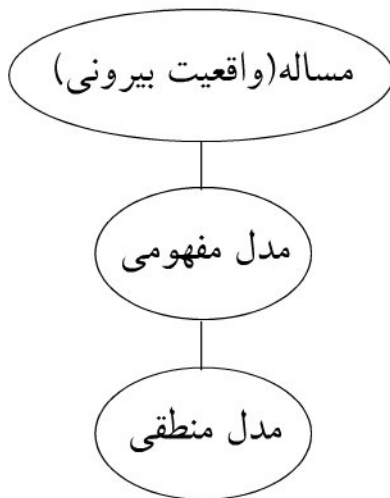 مساله(واقعیت بیرونی)
مدل مفهومی
مدل منطقی